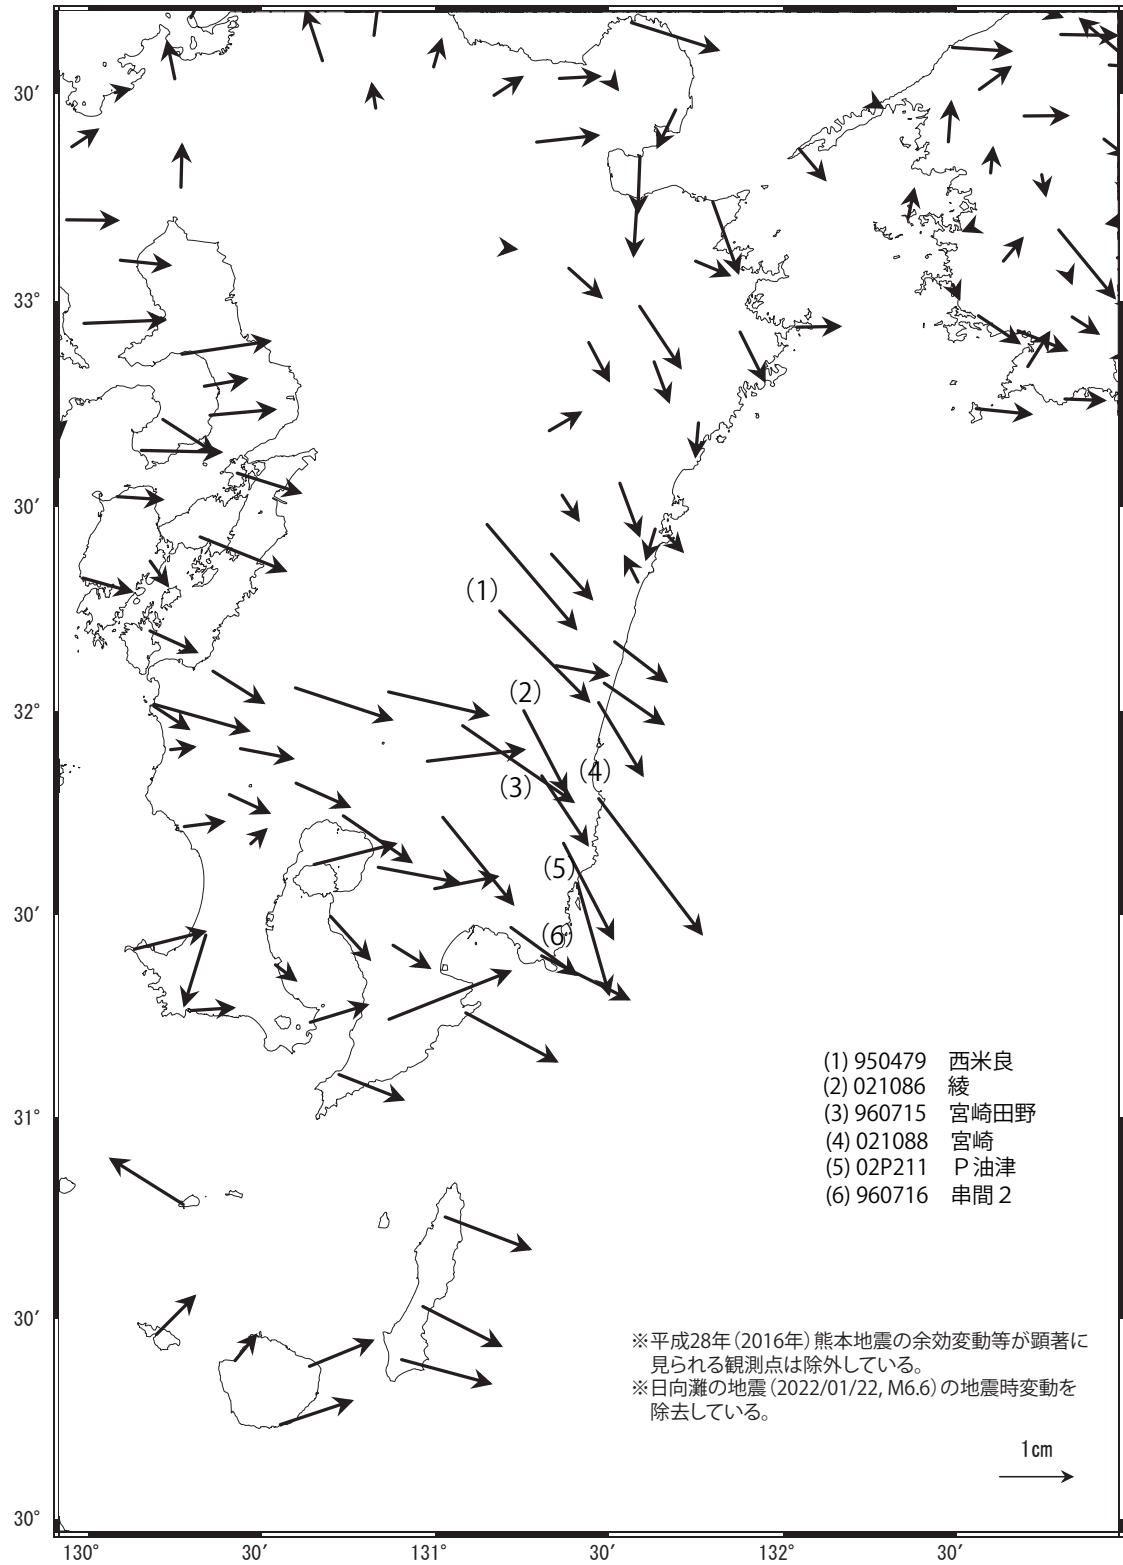 30′
33°
30′
32°
30′
31°
30′
30°
(1)
(2)
(3)
(4)
(5)
(6)
(1) 950479 西米良
(2) 021086 綾
(3) 960715 宮崎田野
(4) 021088 宮崎
(5) 02P211 P油津
(6) 960716 串間2
※平成28年(2016年)熊本地震の余効変動等が顕著に
見られる観測点は除外している。
※日向灘の地震(2022/01/22, M6.6)の地震時変動を
除去している。
1cm
130° 30′ 131° 30′ 132° 30′